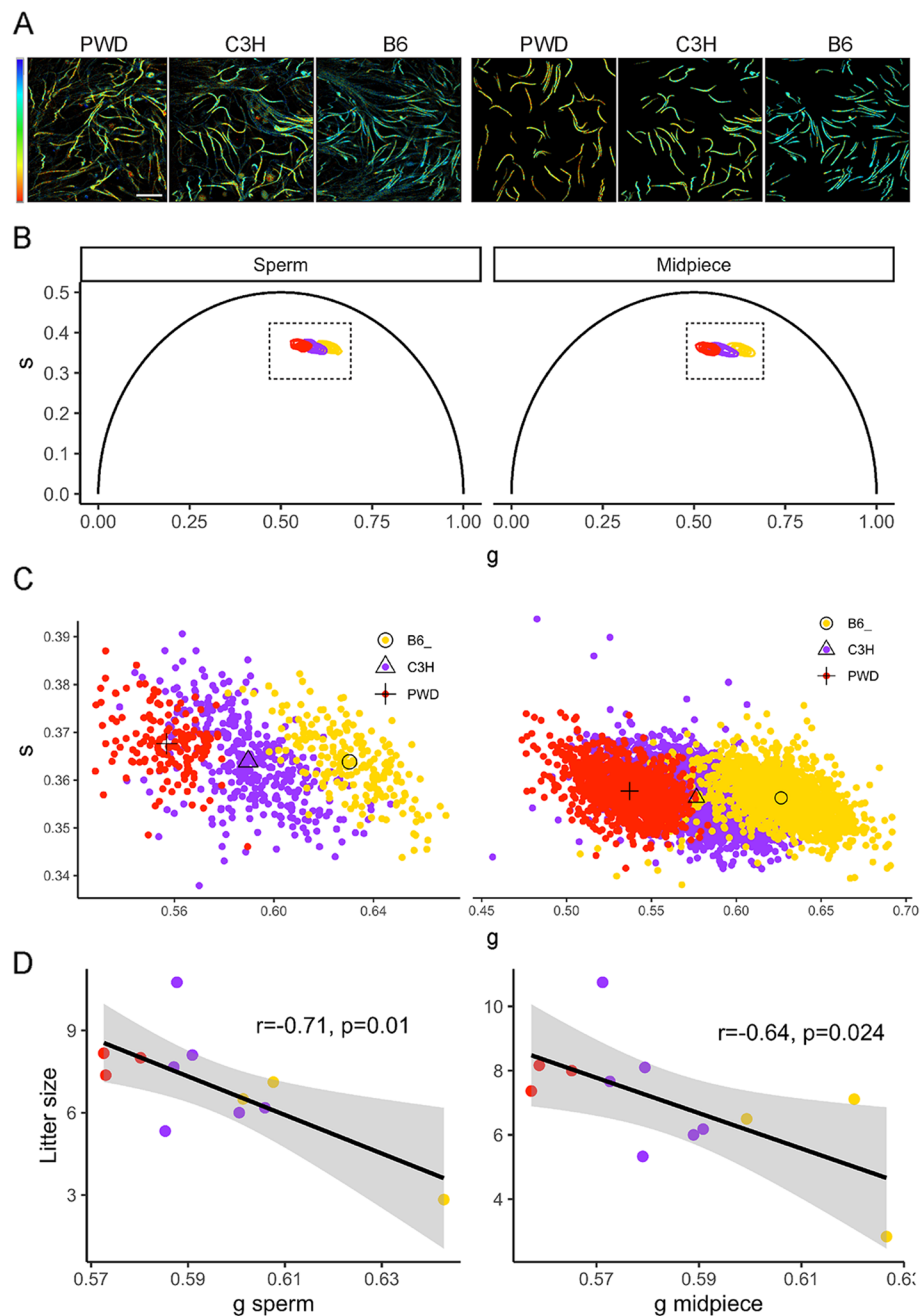 A
PWD C3H B6 PWD C3H B6
B
Sperm Midpiece
0.5
0.4
0.3
0.2
0.1
0.0
s
0.00 0.25 0.50 0.75 1.00 0.00 0.25 0.50 0.75 1.00
g
C
0.39
0.38
0.37
0.36
0.35
0.34
s
B6_
C3H
PWD
B6_
C3H
PWD
0.56 0.60 0.64 0.45 0.50 0.55 0.60 0.65 0.70
g
D
r=-0.71, p=0.01
r=-0.64, p=0.024
9
6
3
Litter size
10
8
6
4
0.57 0.59 0.61 0.63 0.57 0.59 0.61
g sperm g midpiece